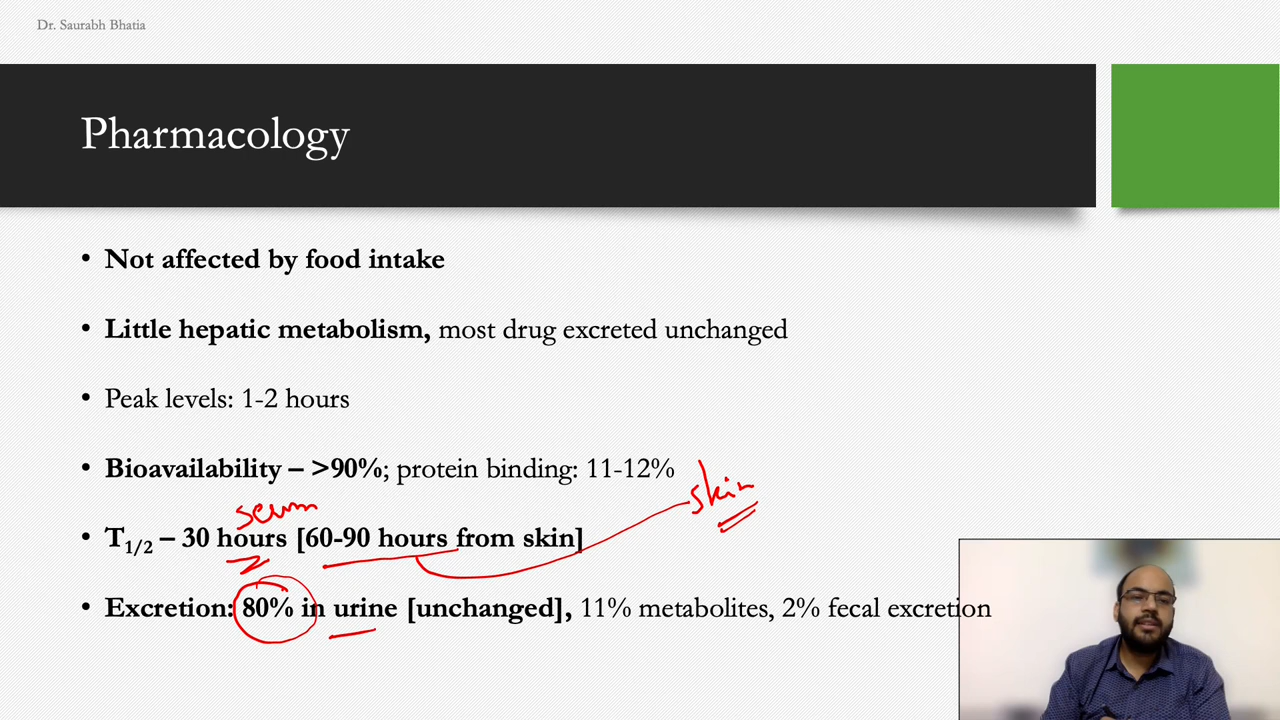 Dr. Saurabh Bhatia
Pharmacology
• Not affected by food intake
• Little hepatic metabolism, most drug excreted unchanged
• Peak levels: 1-2 hours
• Bioavailability – >90%; protein binding: 11-12%
skin
serum
• T1/2 – 30 hours [60-90 hours from skin]
• Excretion: 80% in urine [unchanged], 11% metabolites, 2% fecal excretion